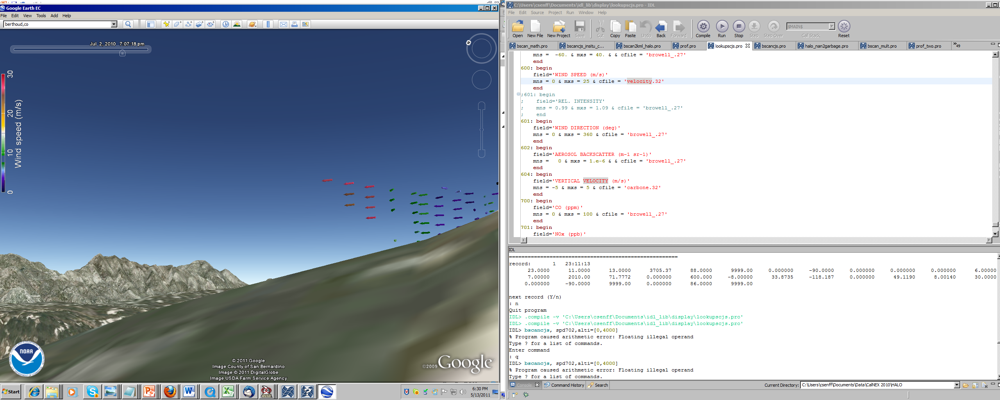 Google Earth EC
File Edit View Tools Add Help
berthoud,co
Jul 2, 2010 7:07:18 pm
N
30
20
10
0
Wind speed (m/s)
NOAA
© 2011 Google
Image County of San Bernardino
Image © 2011 DigitalGlobe
Image USDA Farm Service Agency
©2009 Google
Start
6:30 PM
5/13/2011
C:\Users\csenff\Documents\idl_lib\display\lookupscjs.pro - IDL
File Edit Source Project Run Window Help
Open New File New Project Save Cut Copy Paste Undo Back Forward Compile Run Stop Step Step Over Call Stack Reset
$MAIN$
bscan_math.pro bscancjs_insitu_c... bscan2kml_halo.pro prof.pro lookupscjs.pro bscancjs.pro halo_nan2garbage.pro bscan_mult.pro prof_two.pro »49
mns = -60. & mxs = 40. & & cfile = 'browell_.27'
end
600: begin
field='WIND SPEED (m/s)'
mns = 0 & mxs = 25 & cfile = 'velocity.32'
end
;601: begin
; field='REL. INTENSITY'
; mns = 0.99 & mxs = 1.09 & cfile = 'browell_.27'
; end
601: begin
field='WIND DIRECTION (deg)'
mns = 0 & mxs = 360 & cfile = 'browell_.27'
end
602: begin
field='AEROSOL BACKSCATTER (m-1 sr-1)'
mns = 0 & mxs = 1.e-6 & & cfile = 'browell_.27'
end
604: begin
field='VERTICAL VELOCITY (m/s)'
mns = -5 & mxs = 5 & cfile = 'carbone.32'
end
700: begin
field='CO (ppm)'
mns = 0 & mxs = 100 & cfile = 'browell_.27'
end
701: begin
field='NOx (ppb)'
IDL
======================================================
record: 1 23:11:13
23.0000 11.0000 13.0000 3705.37 88.0000 9999.00 0.000000 -90.0000 0.000000 0.000000 0.000000 6.00000
7.00000 2010.00 71.7772 0.000000 600.000 -8.00000 33.8735 -118.187 0.000000 49.1190 8.00140 30.0000
0.000000 -90.0000 9999.00 0.000000 86.0000 9999.00
next record (Y/n)
: n
Quit program
IDL> .compile -v 'C:\Users\csenff\Documents\idl_lib\display\lookupscjs.pro'
IDL> .compile -v 'C:\Users\csenff\Documents\idl_lib\display\lookupscjs.pro'
IDL> bscancjs, spd702,alti=[0,4000]
% Program caused arithmetic error: Floating illegal operand
Type ? for a list of commands.
Enter command
: q
IDL> bscancjs, spd702,alti=[0,4000]
% Program caused arithmetic error: Floating illegal operand
Type ? for a list of commands.
Console Command History Search
Current Directory: C:\Users\csenff\Documents\Data\CalNEX 2010\HALO